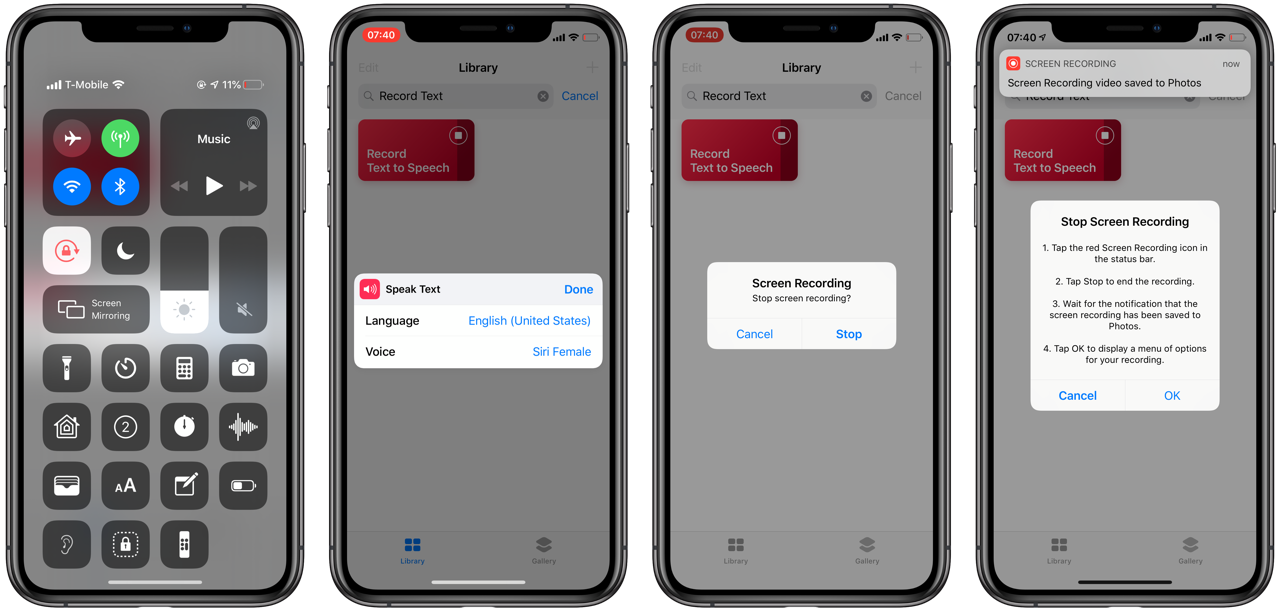 T-Mobile
11%
Music
Screen
Mirroring
2
AA
07:40
Edit
Library
+
Record Text
Cancel
Record
Text to Speech
Speak Text
Done
Language
English (United States)
Voice
Siri Female
Library
Gallery
07:40
Edit
Library
+
Record Text
Cancel
Record
Text to Speech
Screen Recording
Stop screen recording?
Cancel
Stop
Library
Gallery
07:40
SCREEN RECORDING
now
Screen Recording video saved to Photos
Record Text
Cancel
Record
Text to Speech
Stop Screen Recording
1. Tap the red Screen Recording icon in
the status bar.
2. Tap Stop to end the recording.
3. Wait for the notification that the
screen recording has been saved to
Photos.
4. Tap OK to display a menu of options
for your recording.
Cancel
OK
Library
Gallery